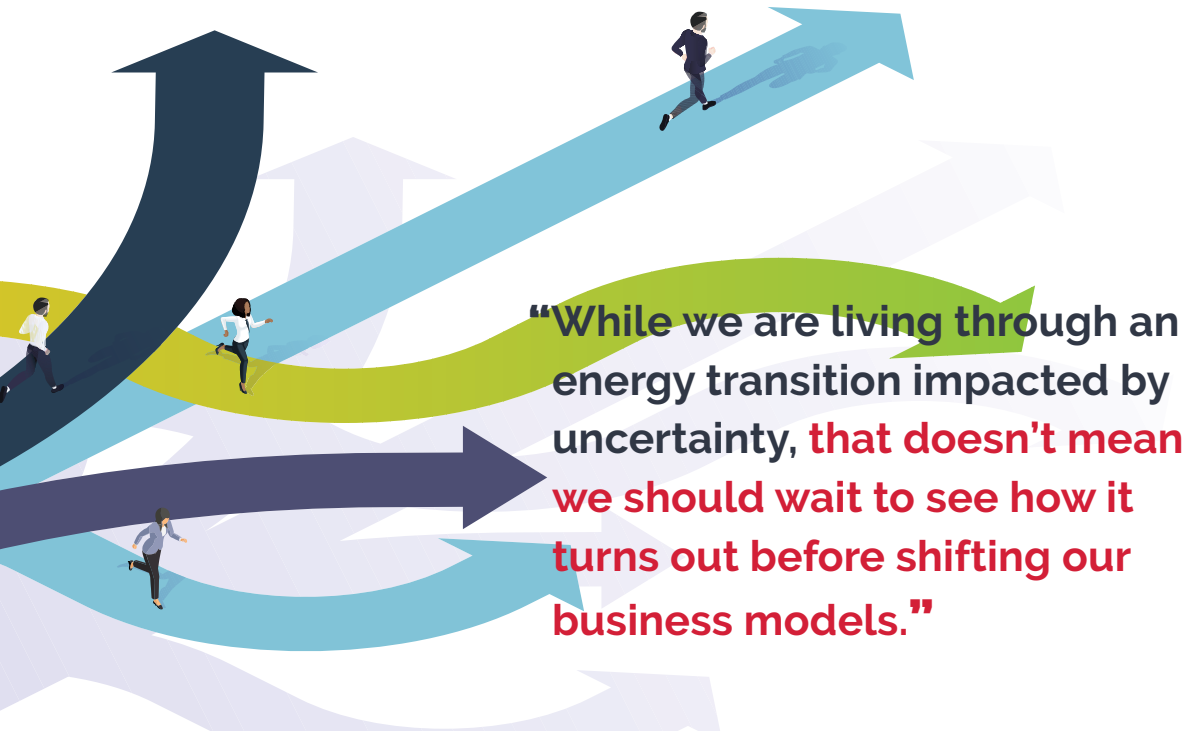 ❝While we are living through an
energy transition impacted by
uncertainty, that doesn’t mean
we should wait to see how it
turns out before shifting our
business models.❞